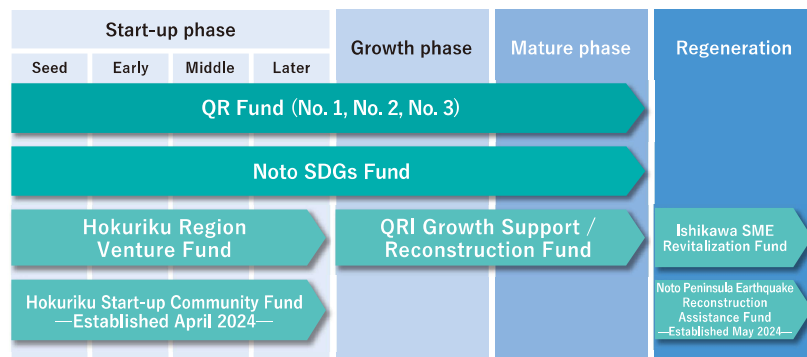 Start-up phase
Growth phase
Mature phase
Regeneration
Seed
Early
Middle
Later
QR Fund (No. 1, No. 2, No. 3)
Noto SDGs Fund
Hokuriku Region
Venture Fund
QRI Growth Support /
Reconstruction Fund
Ishikawa SME
Revitalization Fund
Hokuriku Start-up Community Fund
—Established April 2024—
Noto Peninsula Earthquake
Reconstruction
Assistance Fund
—Established May 2024—